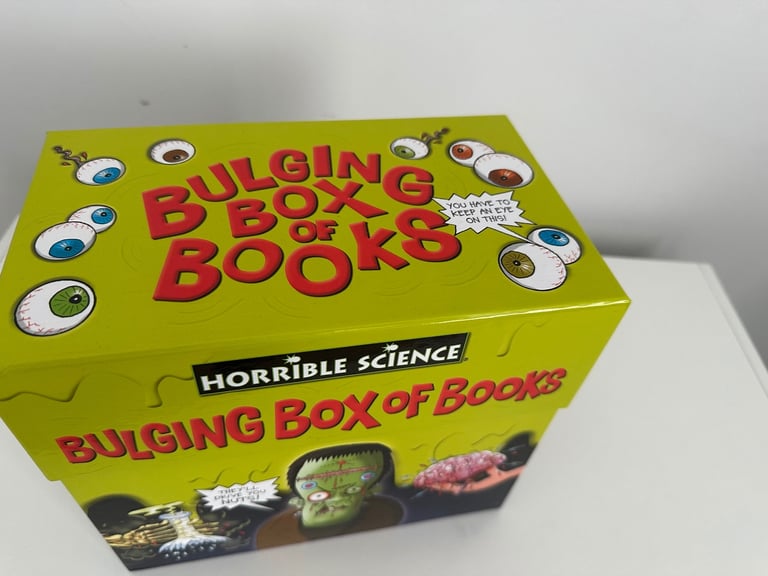 BULGING
BOX
OF
BOOKS
YOU HAVE TO
KEEP AN EYE
ON THIS!
HORRIBLE SCIENCE
BULGING BOX OF BOOKS
THEY'LL
DRIVE YOU
NUTS!